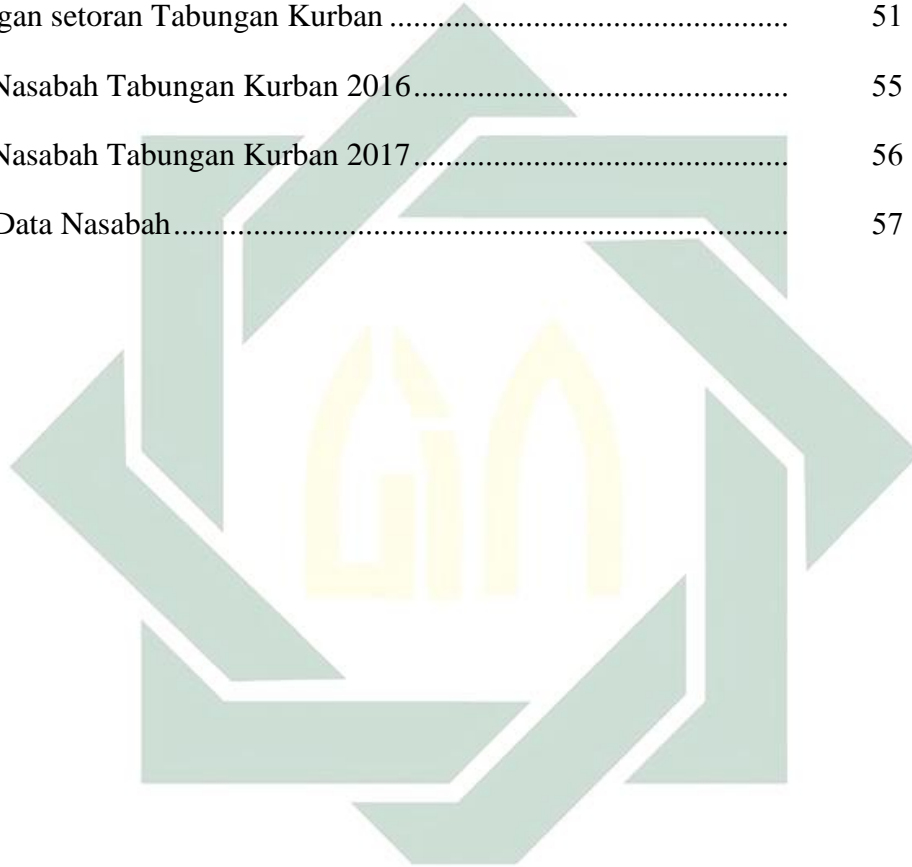 gan setoran Tabungan Kurban ................................................. 51
Nasabah Tabungan Kurban 2016............................................... 55
Nasabah Tabungan Kurban 2017............................................... 56
Data Nasabah............................................................................. 57